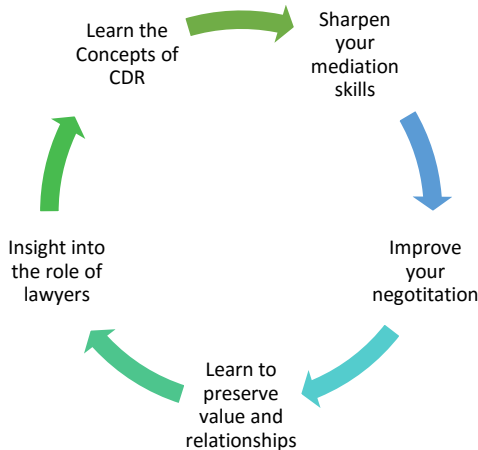 Learn the
Concepts of
CDR
Sharpen
your
mediation
skills
Improve
your
negotitation
Learn to
preserve
value and
relationships
Insight into
the role of
lawyers